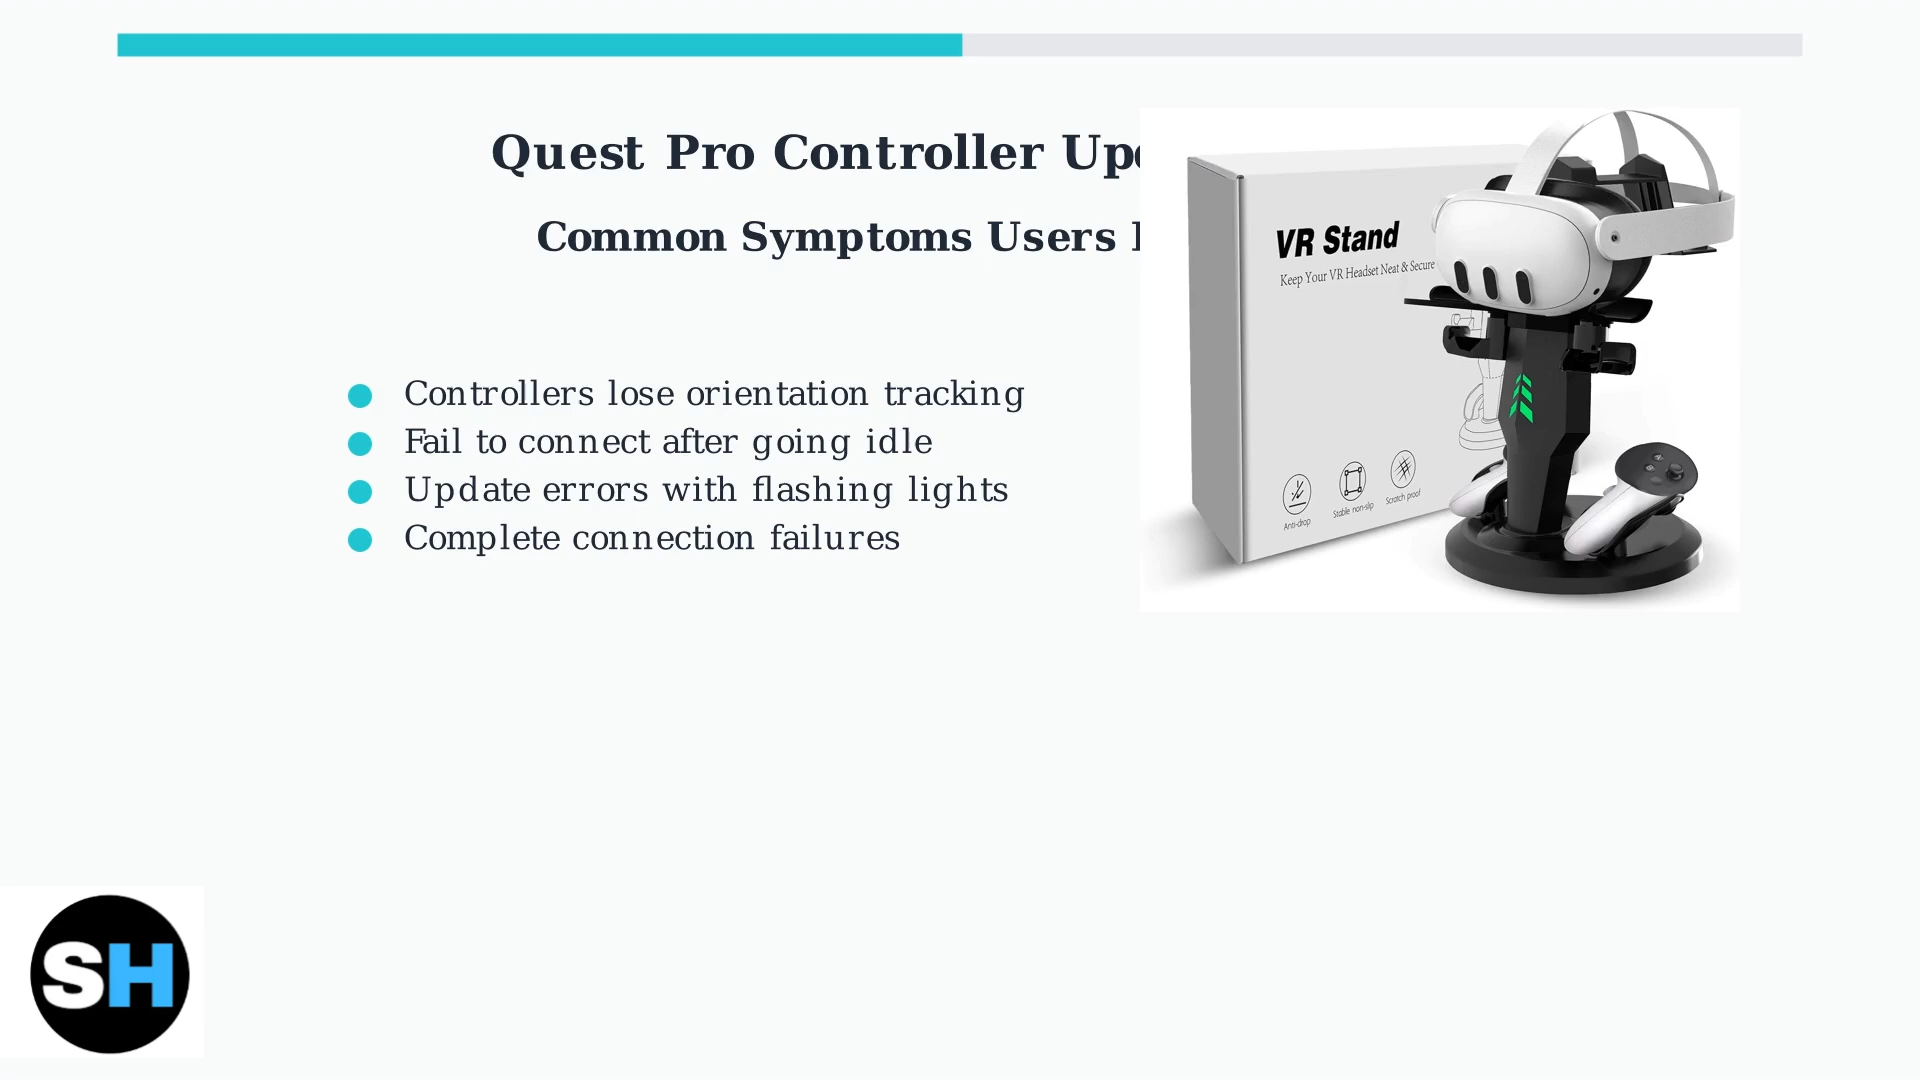 Quest Pro Controller
Common Symptoms Users
Controllers lose orientation tracking
Fail to connect after going idle
Update errors with flashing lights
Complete connection failures
VR Stand
Keep Your VR Headset Neat & Secure
Anti-drop
Stable non-slip
Scratch proof
SH